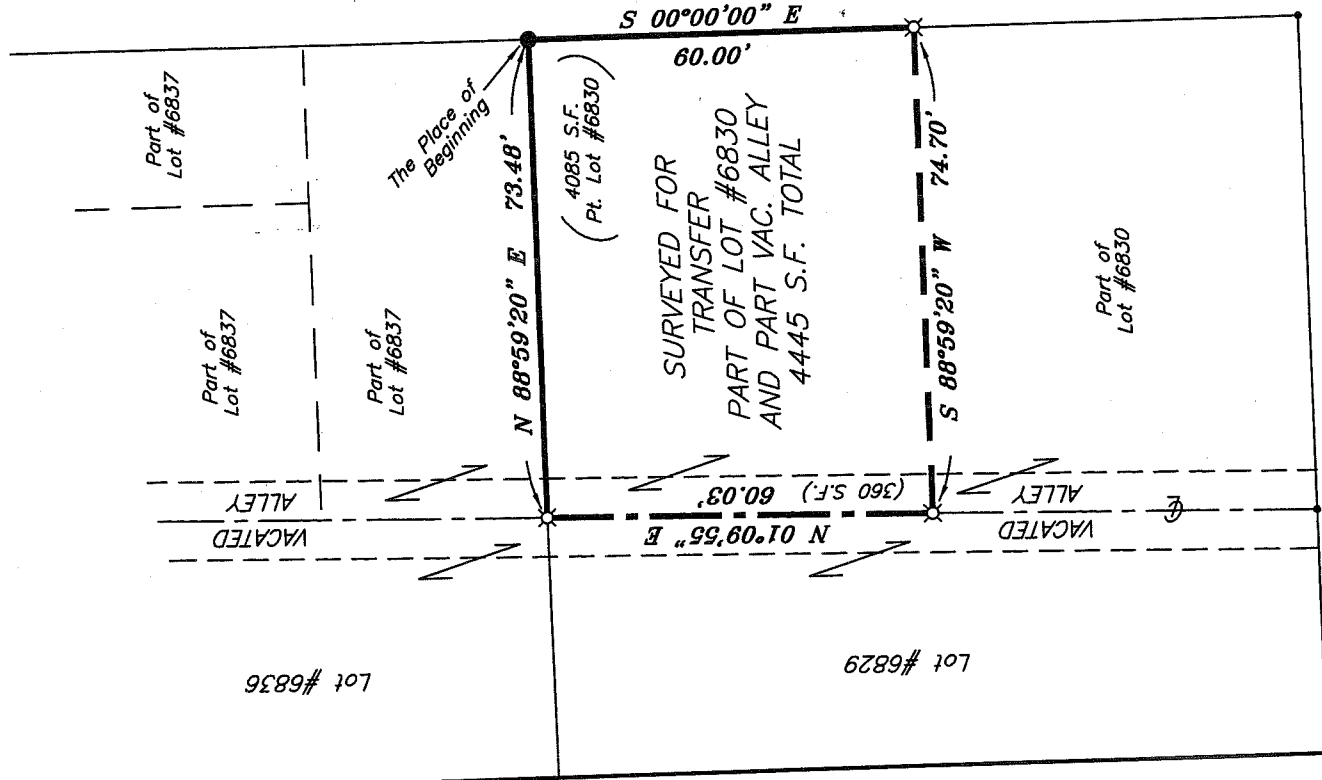 S 00°00'00" E
60.00'
Part of
Lot #6837
The Place of
Beginning
N 88°59'20" E 73.48'
(4085 S.F.
Pt. Lot #6830)
SURVEYED FOR
TRANSFER
PART OF LOT #6830
AND PART VAC. ALLEY
4445 S.F. TOTAL
S 88°59'20" W 74.70'
Part of
Lot #6830
Part of
Lot #6837
Part of
Lot #6837
VACATED
ALLEY
N 01°09'55" E 60.03'
(360 S.F.)
VACATED
ALLEY
℄
Lot #6836
Lot #6829